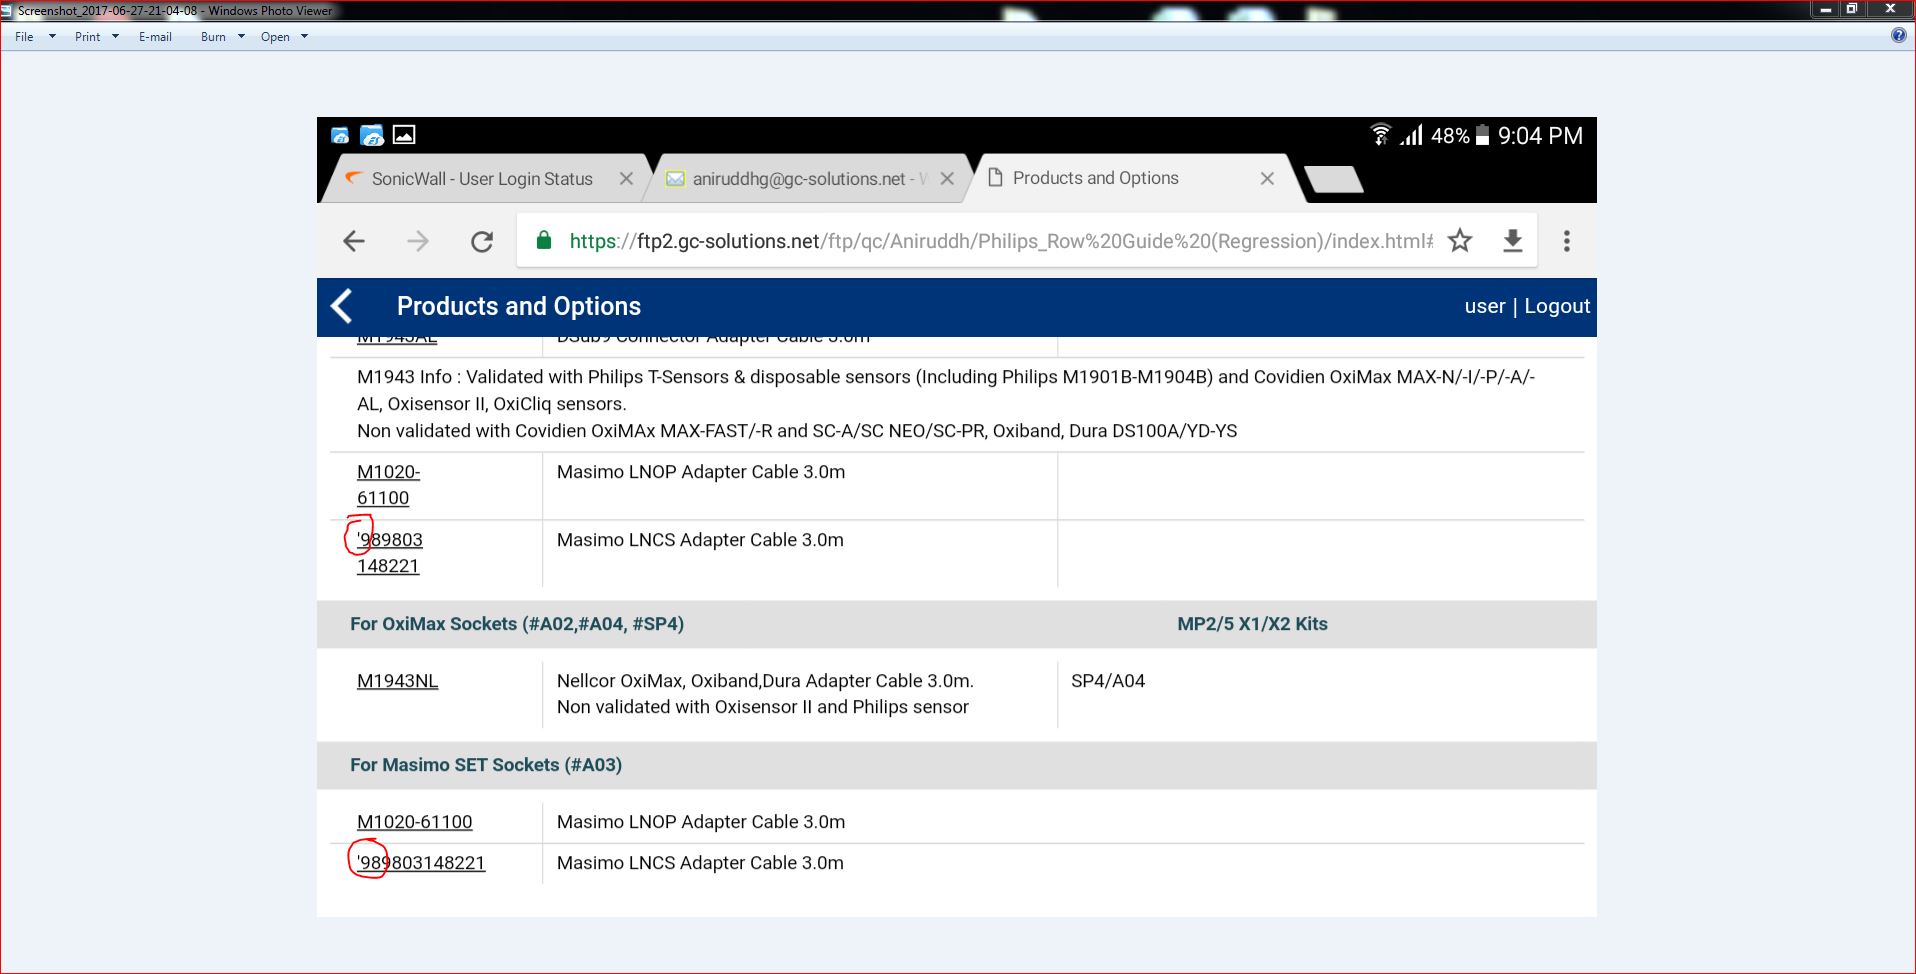 Screenshot_2017-06-27-21-04-08 - Windows Photo Viewer
File Print E-mail Burn Open
48% 9:04 PM
SonicWall - User Login Status aniruddhg@gc-solutions.net - Products and Options
https://ftp2.gc-solutions.net/ftp/qc/Aniruddh/Philips_Row%20Guide%20(Regression)/index.html#
Products and Options user | Logout
M1943AL DSub9 Connector Adapter Cable 3.0m
M1943 Info : Validated with Philips T-Sensors & disposable sensors (Including Philips M1901B-M1904B) and Covidien OxiMax MAX-N/-I/-P/-A/-
AL, Oxisensor II, OxiCliq sensors.
Non validated with Covidien OxiMAx MAX-FAST/-R and SC-A/SC NEO/SC-PR, Oxiband, Dura DS100A/YD-YS
M1020- Masimo LNOP Adapter Cable 3.0m
61100
'989803 Masimo LNCS Adapter Cable 3.0m
148221
For OxiMax Sockets (#A02,#A04, #SP4) MP2/5 X1/X2 Kits
M1943NL Nellcor OxiMax, Oxiband,Dura Adapter Cable 3.0m. SP4/A04
Non validated with Oxisensor II and Philips sensor
For Masimo SET Sockets (#A03)
M1020-61100 Masimo LNOP Adapter Cable 3.0m
'989803148221 Masimo LNCS Adapter Cable 3.0m